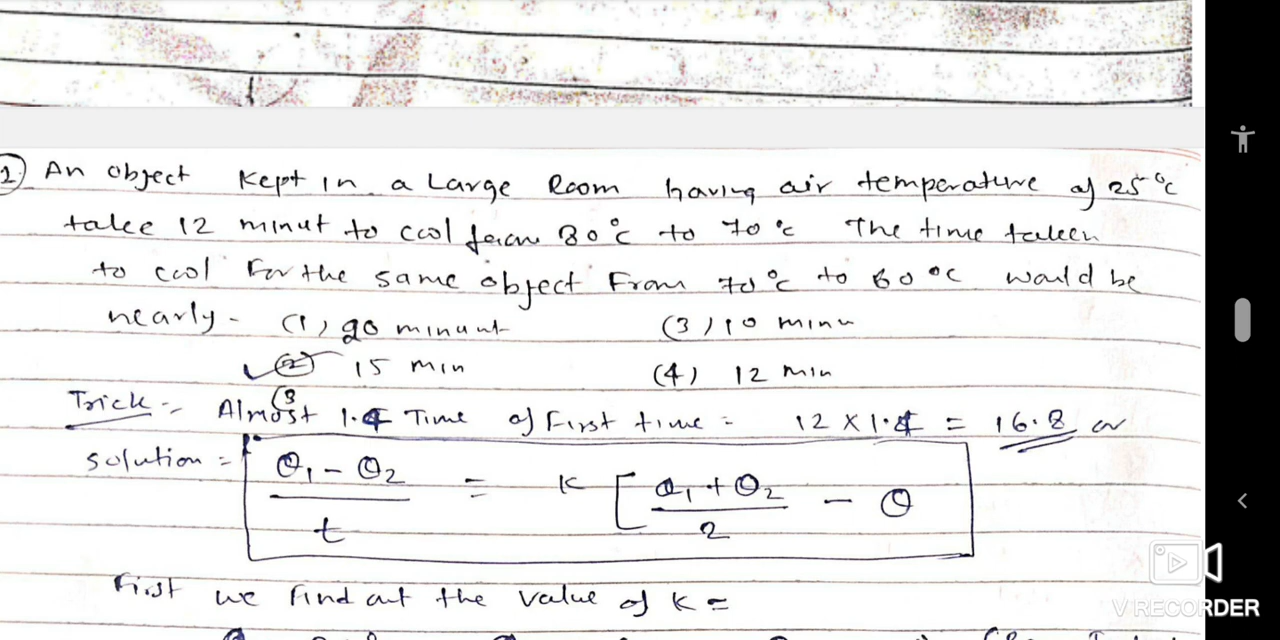 1. An object kept in a Large Room having air temperature of 25°C
take 12 minut to cool from 80°C to 70°C The time taken
to cool For the same object From 70°C to 60°C would be
nearly - (1) 20 minunt (3) 10 minu
(2) 15 min (4) 12 min
Trick - Almost 1.4 Time of First time = 12 X 1.4 = 16.8 or
solution = θ₁ - θ₂ / t = K [ θ₁ + θ₂ / 2 - θ
First we find out the value of K =
V RECORDER